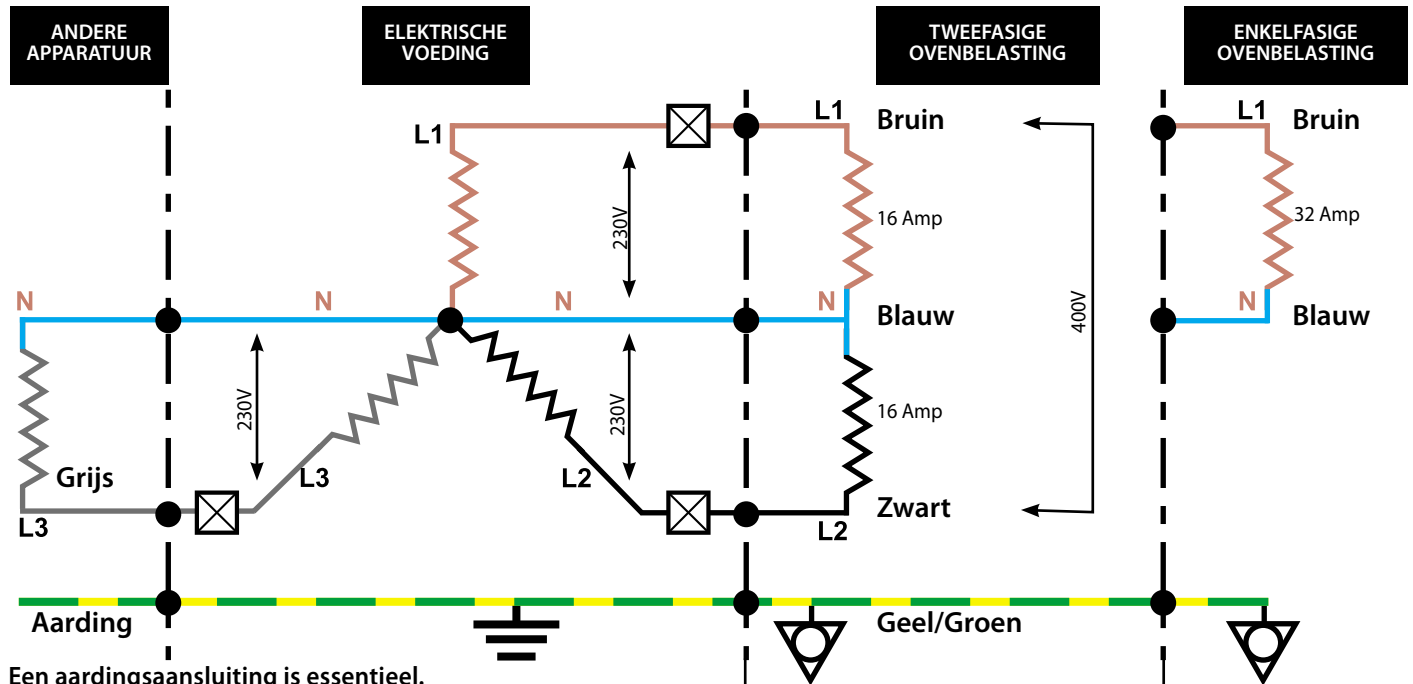 ANDERE
APPARATUUR
ELEKTRISCHE
VOEDING
TWEEFASIGE
OVENBELASTING
ENKELFASIGE
OVENBELASTING
L1
L1
Bruin
L1
Bruin
230V
16 Amp
32 Amp
N
N
N
N
Blauw
400V
N
Blauw
230V
230V
16 Amp
Grijs
L3
L2
Zwart
L3
L2
Aarding
Geel/Groen
Een aardingsaansluiting is essentieel.